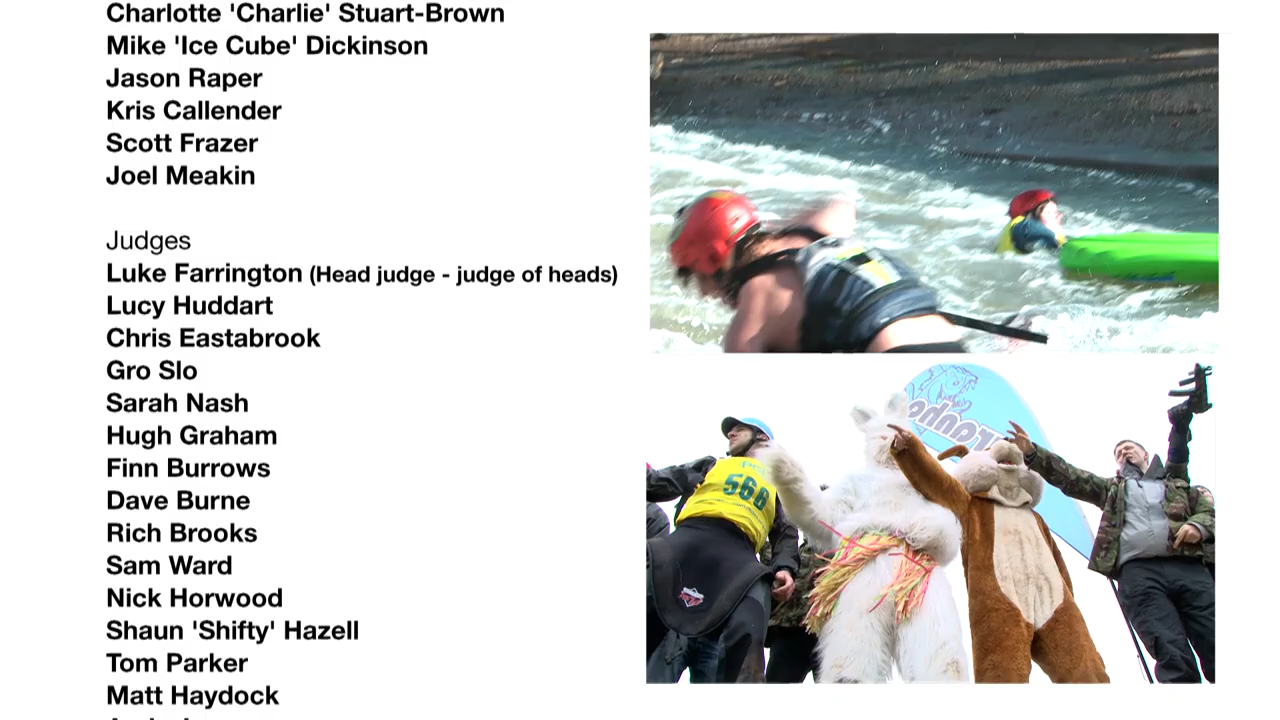 Charlotte 'Charlie' Stuart-Brown
Mike 'Ice Cube' Dickinson
Jason Raper
Kris Callender
Scott Frazer
Joel Meakin
Judges
Luke Farrington (Head judge - judge of heads)
Lucy Huddart
Chris Eastabrook
Gro Slo
Sarah Nash
Hugh Graham
Finn Burrows
Dave Burne
Rich Brooks
Sam Ward
Nick Horwood
Shaun 'Shifty' Hazell
Tom Parker
Matt Haydock
566